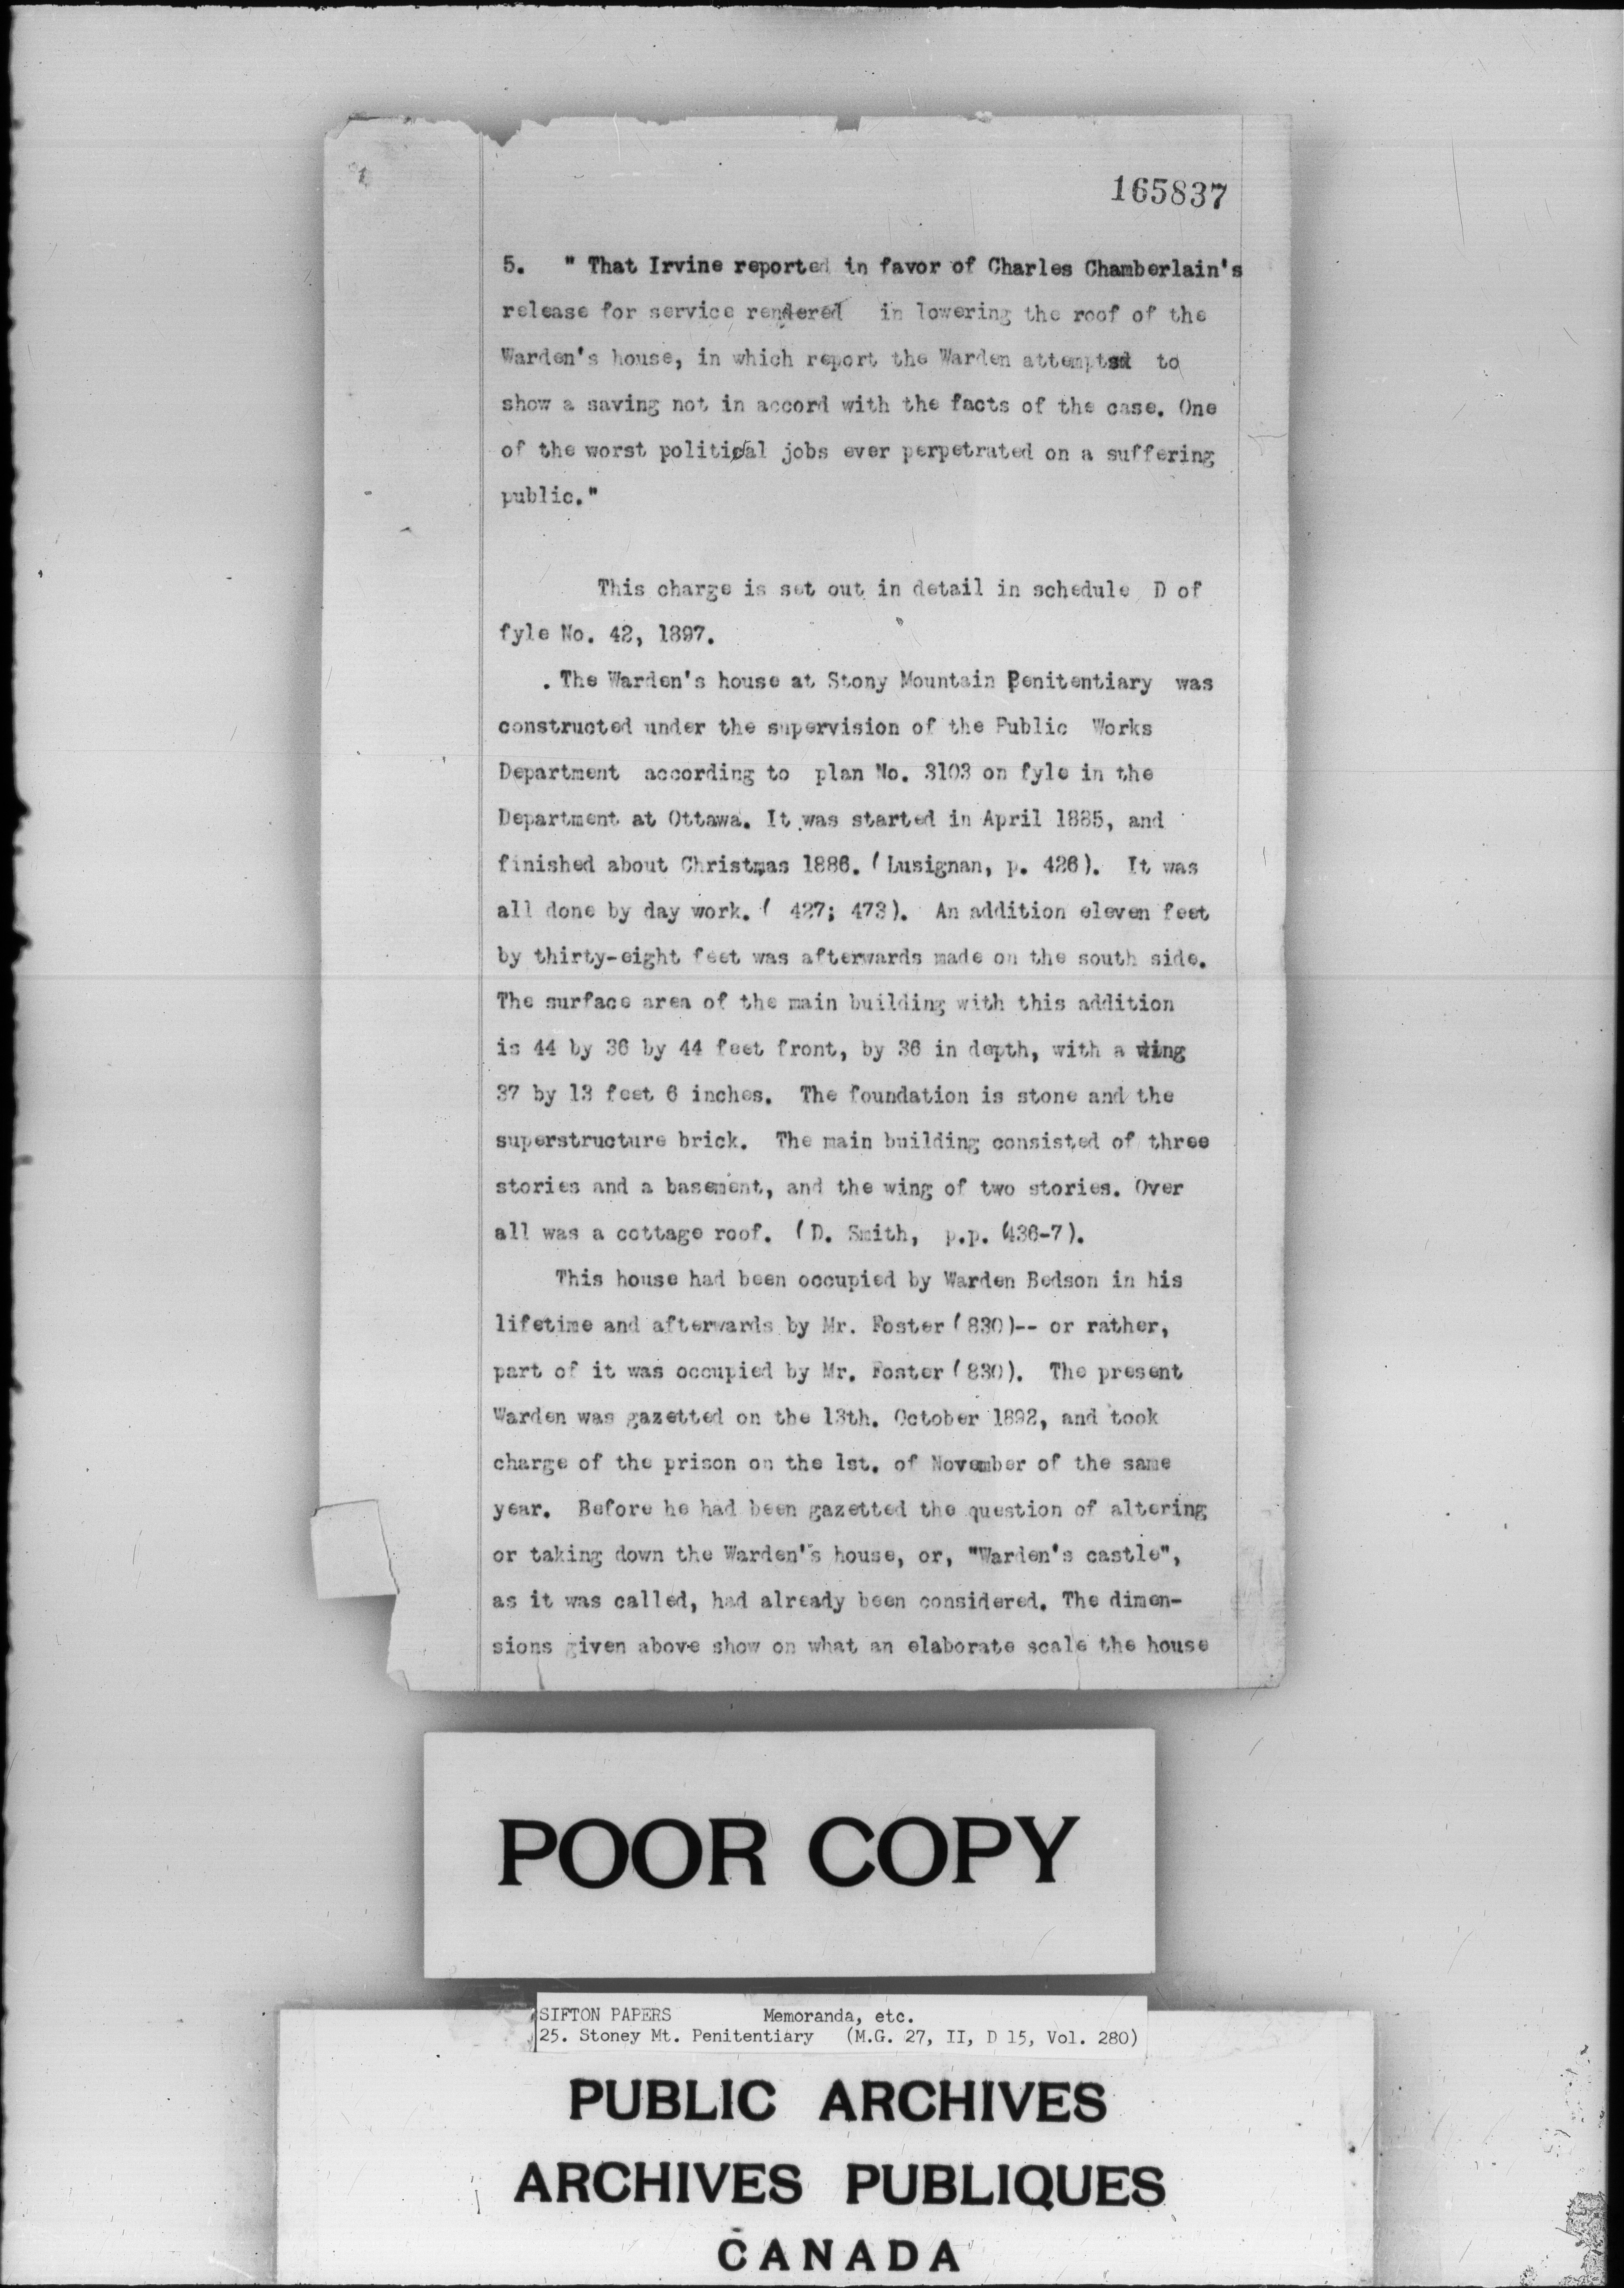 165837
5. " That Irvine reported in favor of Charles Chamberlain's
release for service rendered in lowering the roof of the
Warden's house, in which report the Warden attempted to
show a saving not in accord with the facts of the case. One
of the worst political jobs ever perpetrated on a suffering
public."
This charge is set out in detail in schedule D of
fyle No. 42, 1897.
. The Warden's house at Stony Mountain Penitentiary was
constructed under the supervision of the Public Works
Department according to plan No. 3103 on fyle in the
Department at Ottawa. It was started in April 1885, and
finished about Christmas 1886. (Lusignan, p. 426). It was
all done by day work. ( 427; 473). An addition eleven feet
by thirty-eight feet was afterwards made on the south side.
The surface area of the main building with this addition
is 44 by 36 by 44 feet front, by 36 in depth, with a wing
37 by 13 feet 6 inches. The foundation is stone and the
superstructure brick. The main building consisted of three
stories and a basement, and the wing of two stories. Over
all was a cottage roof. (D. Smith, p.p. (436-7).
This house had been occupied by Warden Bedson in his
lifetime and afterwards by Mr. Foster (830)-- or rather,
part of it was occupied by Mr. Foster (830). The present
Warden was gazetted on the 13th. October 1892, and took
charge of the prison on the 1st. of November of the same
year. Before he had been gazetted the question of altering
or taking down the Warden's house, or, "Warden's castle",
as it was called, had already been considered. The dimen-
sions given above show on what an elaborate scale the house
POOR COPY
SIFTON PAPERS Memoranda, etc.
25. Stoney Mt. Penitentiary (M.G. 27, II, D 15, Vol. 280)
PUBLIC ARCHIVES
ARCHIVES PUBLIQUES
CANADA